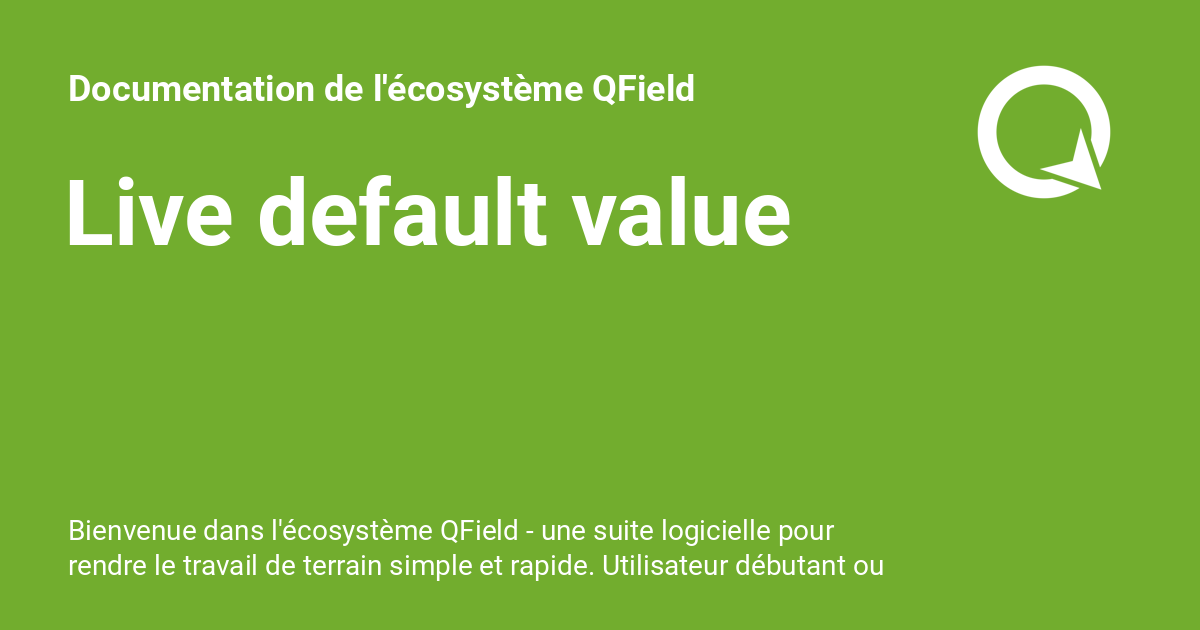 Documentation de l'écosystème QField
Live default value
Bienvenue dans l'écosystème QField - une suite logicielle pour
rendre le travail de terrain simple et rapide. Utilisateur débutant ou